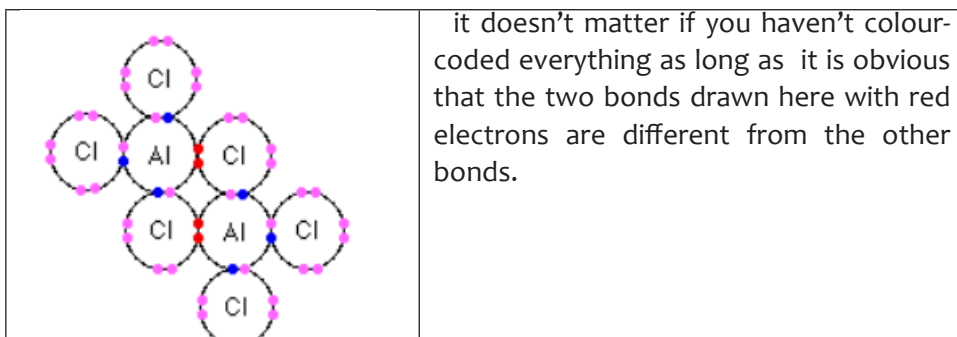 Cl
Cl
Al
Cl
Cl
Al
Cl
Cl
it doesn’t matter if you haven’t colour-
coded everything as long as it is obvious
that the two bonds drawn here with red
electrons are different from the other
bonds.